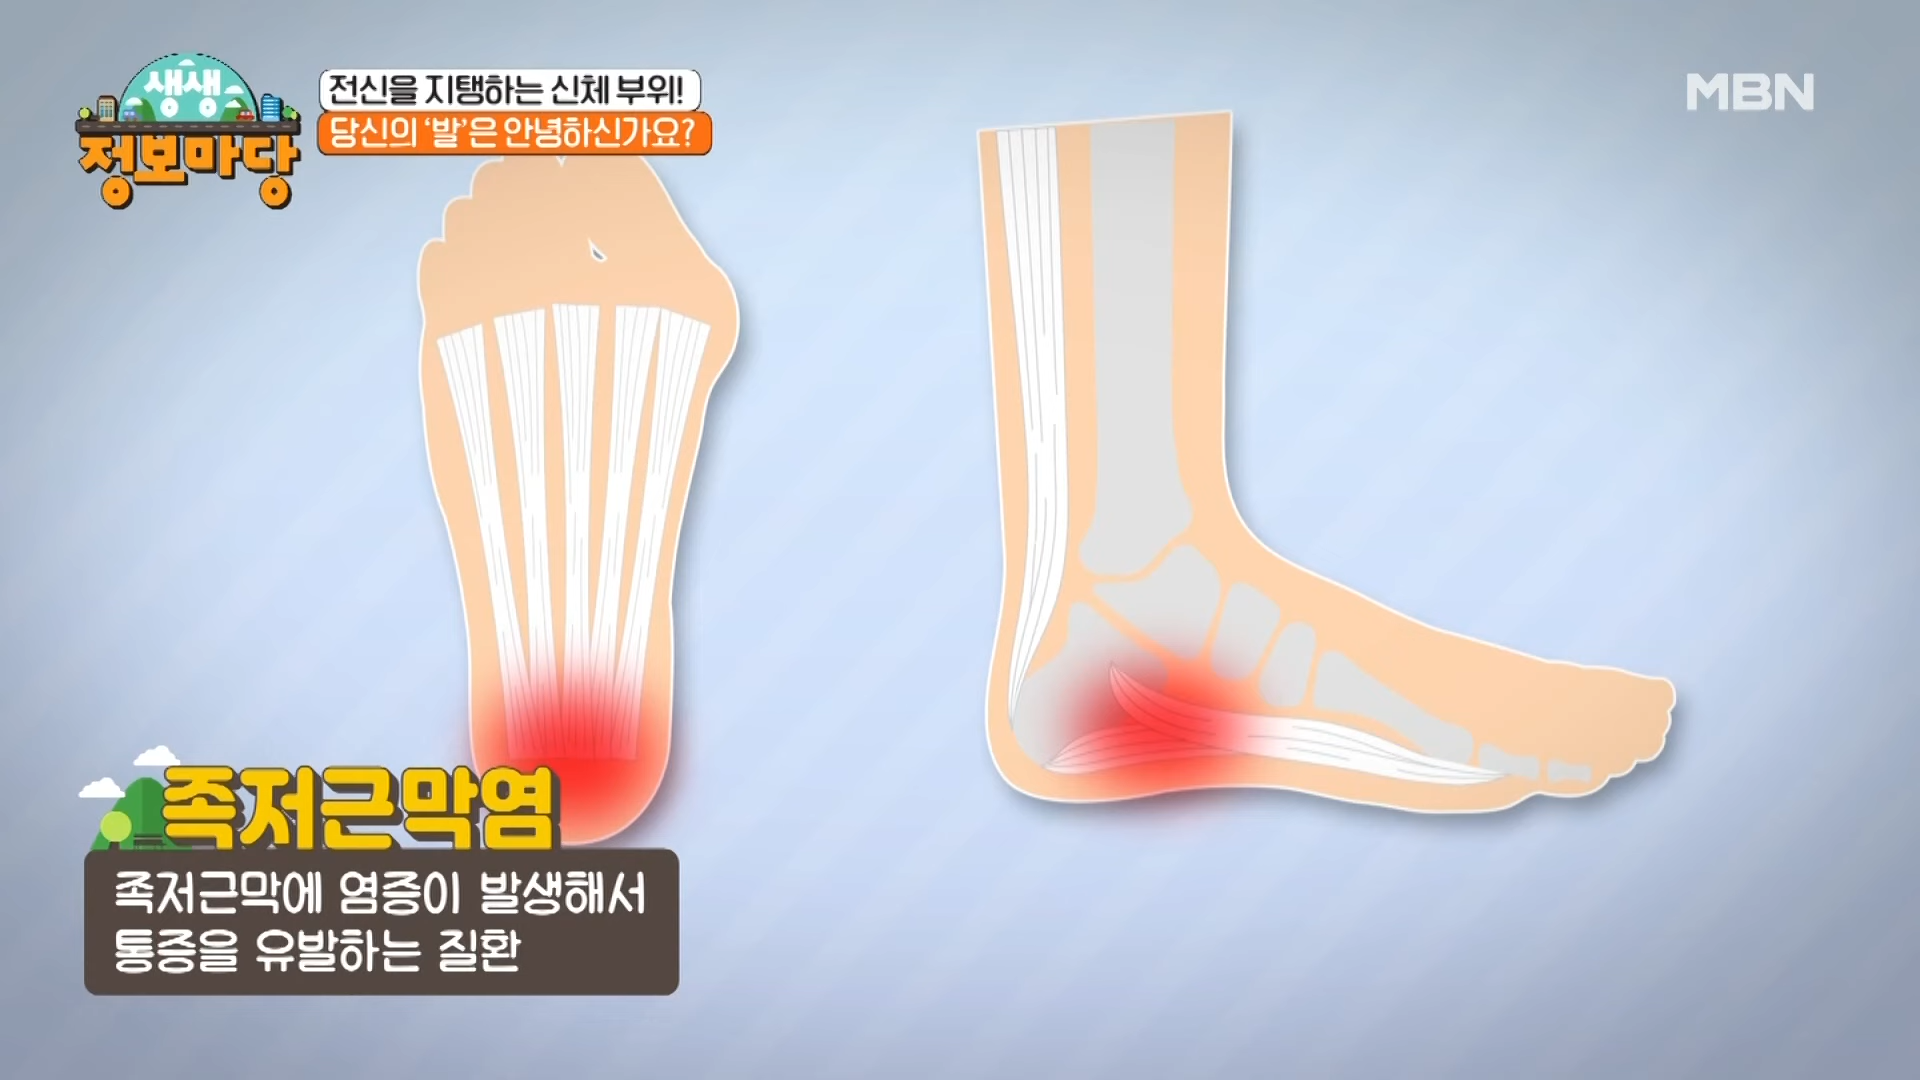 생생
정보마당
전신을 지탱하는 신체 부위!
당신의 ‘발’은 안녕하신가요?
MBN
족저근막염
족저근막에 염증이 발생해서
통증을 유발하는 질환